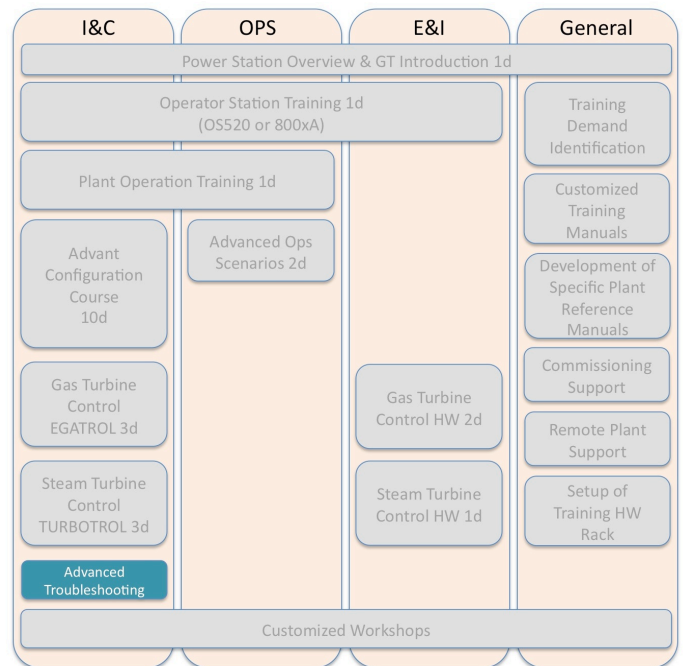 I&C
OPS
E&I
General
Power Station Overview & GT Introduction 1d
Operator Station Training 1d
(OS520 or 800xA)
Training
Demand
Identification
Plant Operation Training 1d
Customized
Training
Manuals
Advant
Configuration
Course
10d
Advanced Ops
Scenarios 2d
Development of
Specific Plant
Reference
Manuals
Gas Turbine
Control
EGATROL 3d
Gas Turbine
Control HW 2d
Commissioning
Support
Remote Plant
Support
Steam Turbine
Control
TURBOTROL 3d
Steam Turbine
Control HW 1d
Setup of
Training HW
Rack
Advanced
Troubleshooting
Customized Workshops